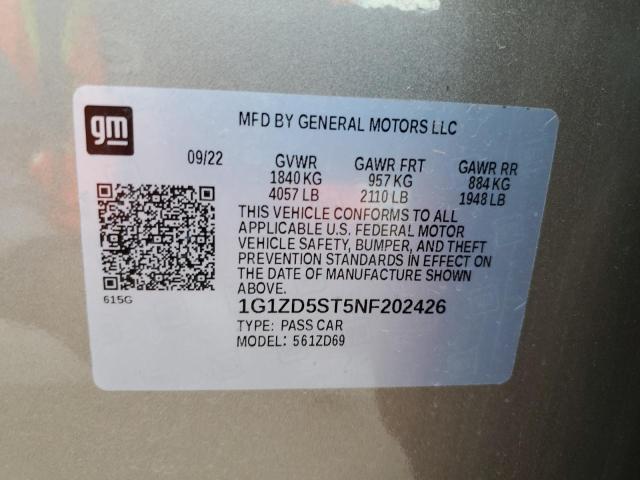 gm
MFD BY GENERAL MOTORS LLC
09/22 GVWR GAWR FRT GAWR RR
1840 KG 957 KG 884 KG
4057 LB 2110 LB 1948 LB
THIS VEHICLE CONFORMS TO ALL
APPLICABLE U.S. FEDERAL MOTOR
VEHICLE SAFETY, BUMPER, AND THEFT
PREVENTION STANDARDS IN EFFECT ON
THE DATE OF MANUFACTURE SHOWN
ABOVE.
615G
1G1ZD5ST5NF202426
TYPE: PASS CAR
MODEL: 561ZD69